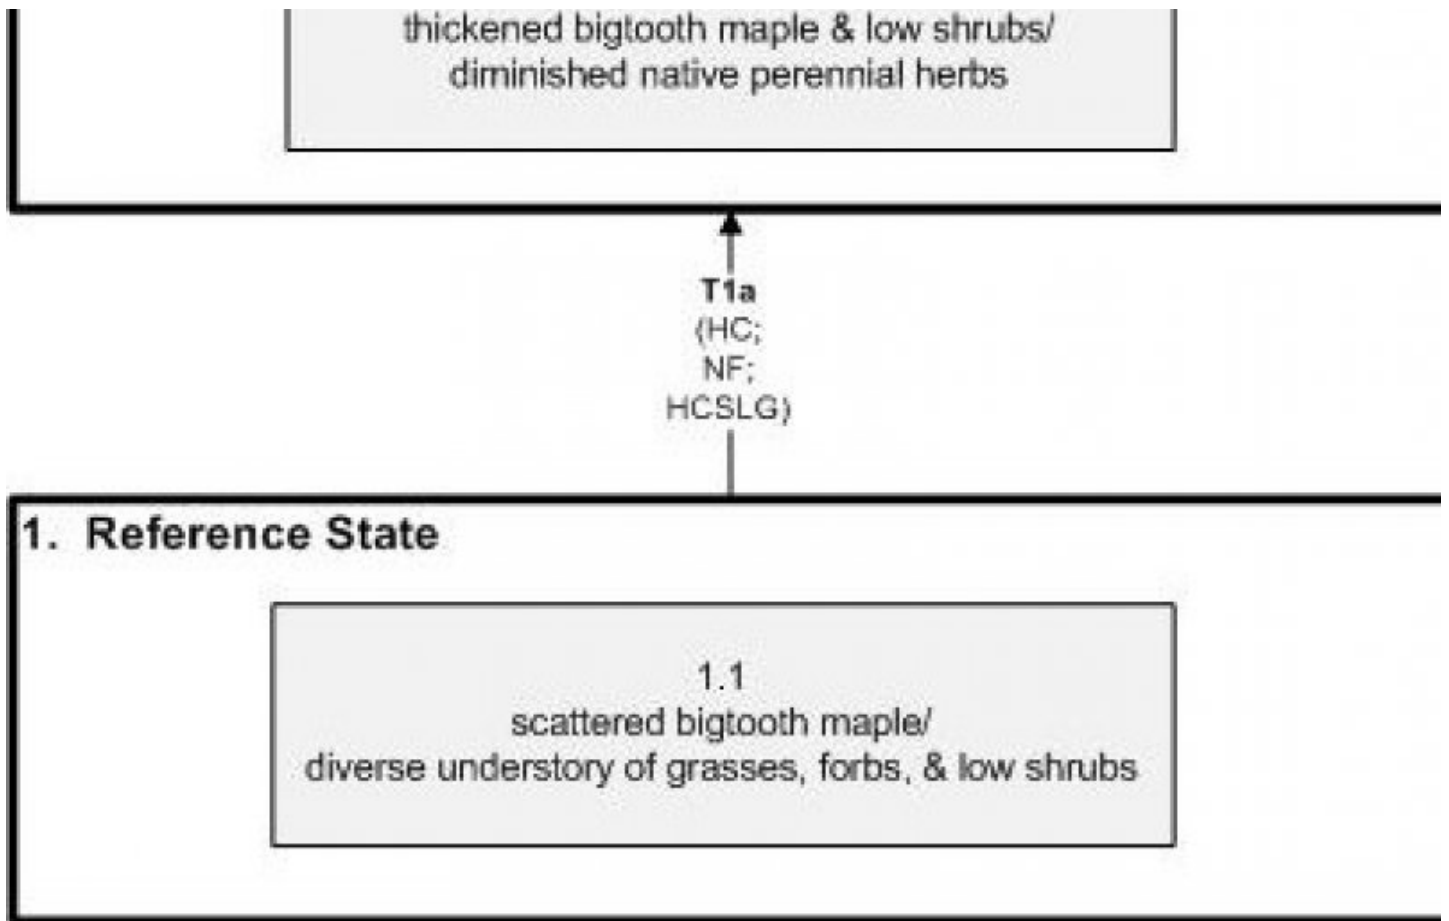 thickened bigtooth maple & low shrubs/
diminished native perennial herbs
T1a
(HC;
NF;
HCSLG)
1. Reference State
1.1
scattered bigtooth maple/
diverse understory of grasses, forbs, & low shrubs